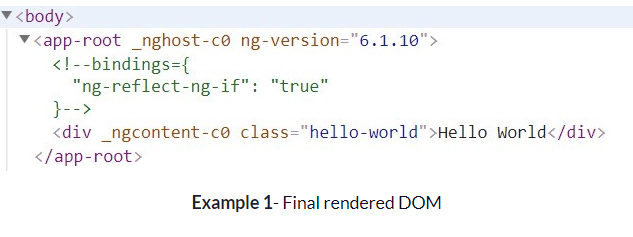 <body>
<app-root _nghost-c0 ng-version="6.1.10">
<!--bindings={
"ng-reflect-ng-if": "true"
}-->
<div _ngcontent-c0 class="hello-world">Hello World</div>
</app-root>
Example 1- Final rendered DOM